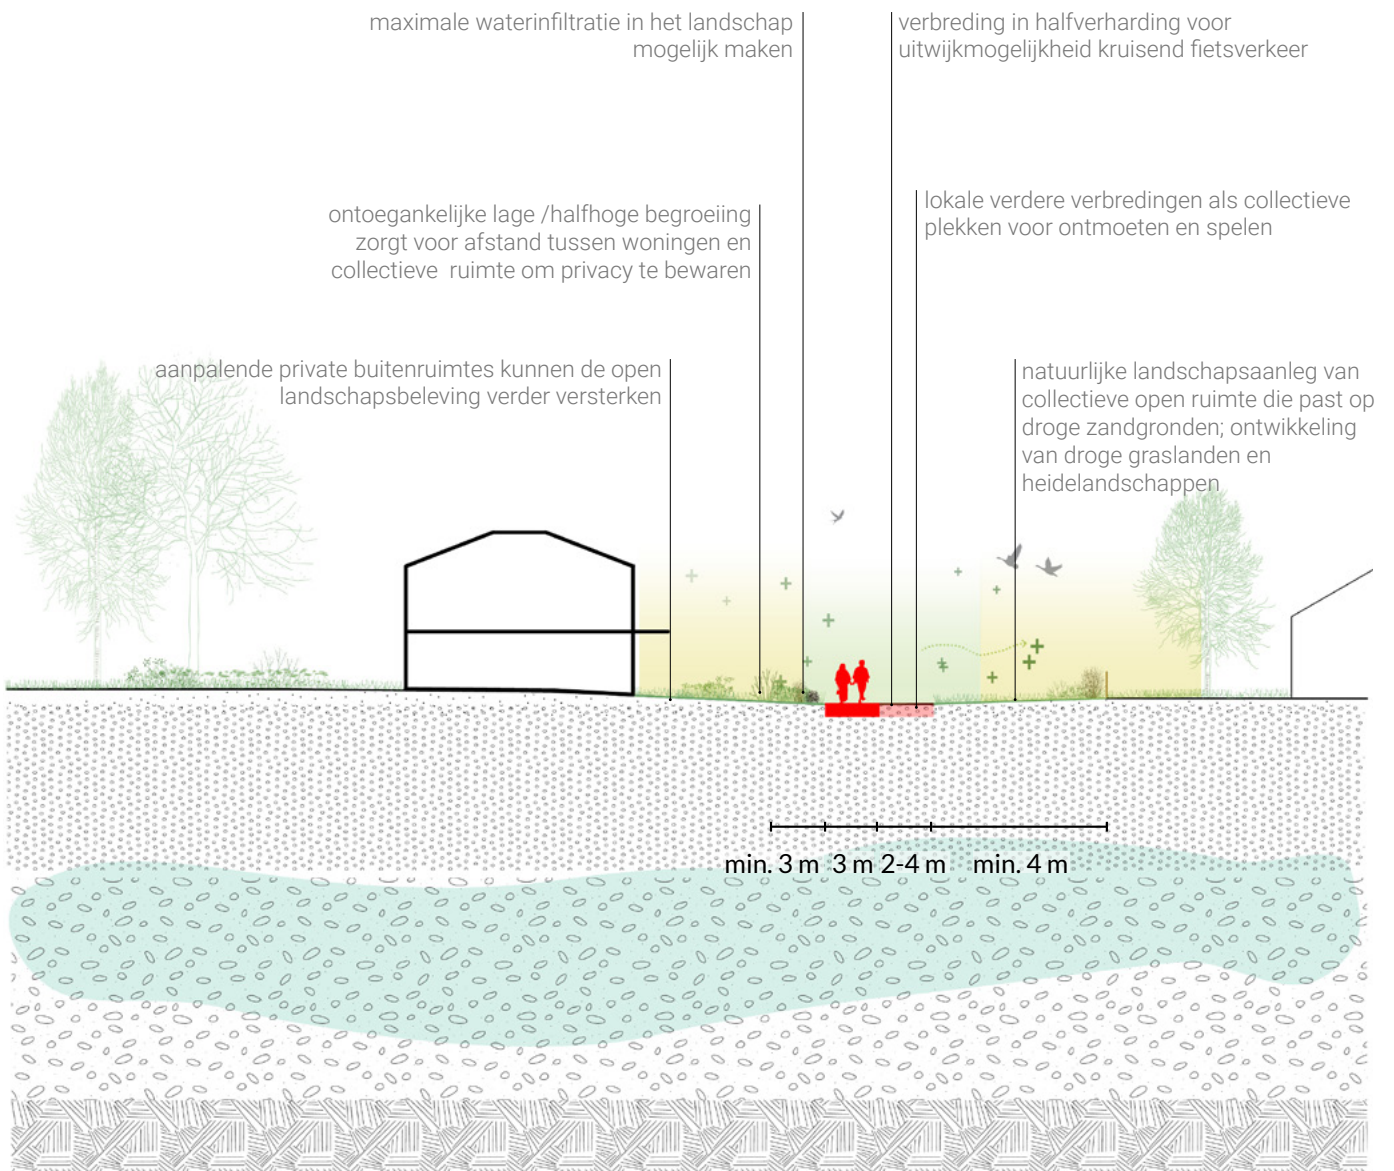 maximale waterinfiltratie in het landschap
mogelijk maken
verbreding in halfverharding voor
uitwijkmogelijkheid kruisend fietsverkeer
ontoegankelijke lage /halfhoge begroeiing
zorgt voor afstand tussen woningen en
collectieve  ruimte om privacy te bewaren
lokale verdere verbredingen als collectieve
plekken voor ontmoeten en spelen
aanpalende private buitenruimtes kunnen de open
landschapsbeleving verder versterken
natuurlijke landschapsaanleg van
collectieve open ruimte die past op
droge zandgronden; ontwikkeling
van droge graslanden en
heidelandschappen
min. 3 m 3 m 2-4 m min. 4 m